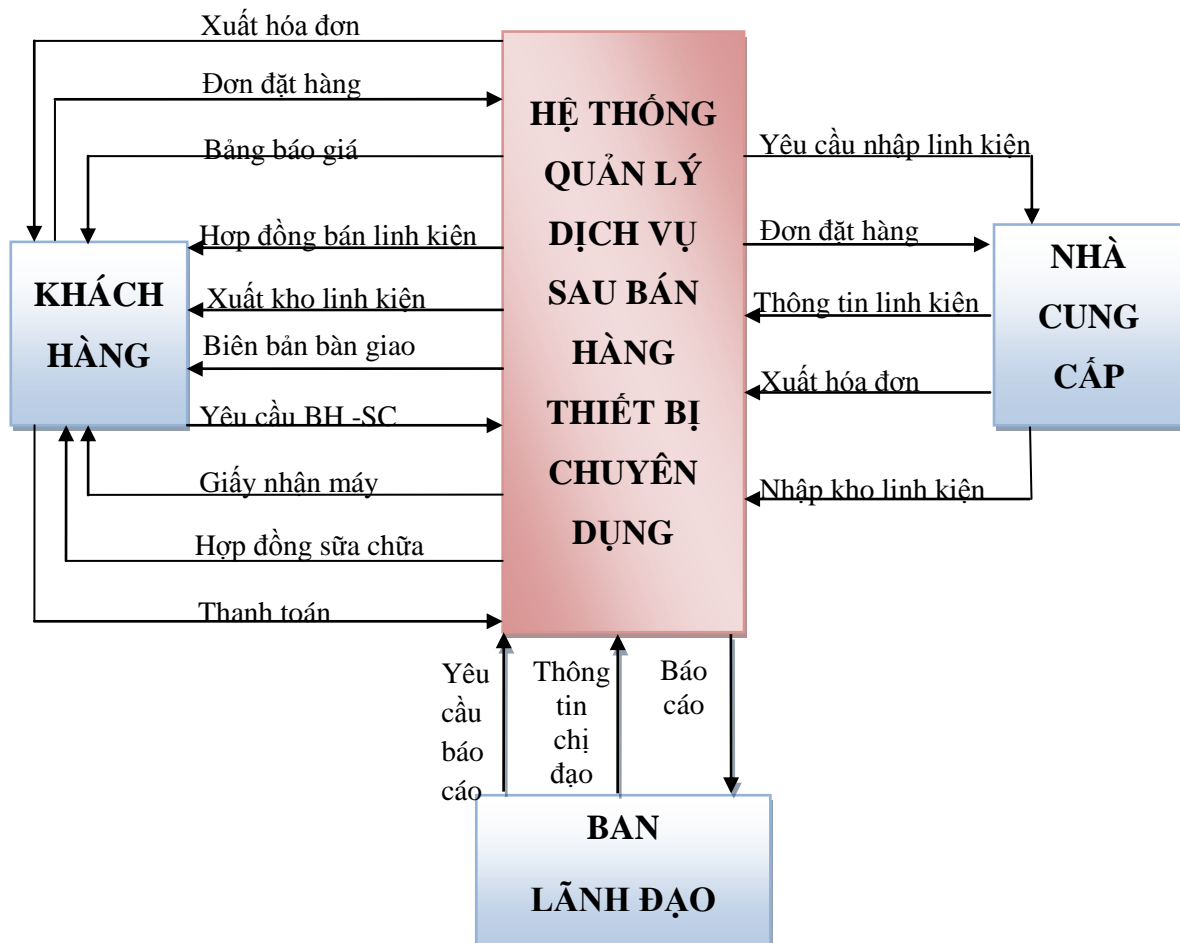 Xuất hóa đơn
Đơn đặt hàng
Bảng báo giá
Hợp đồng bán linh kiên
Xuất kho linh kiện
Biên bản bàn giao
Yêu cầu BH -SC
Giấy nhận máy
Hợp đồng sữa chữa
Thanh toán
KHÁCH
HÀNG
HỆ THỐNG
QUẢN LÝ
DỊCH VỤ
SAU BÁN
HÀNG
THIẾT BỊ
CHUYÊN
DỤNG
Yêu cầu nhập linh kiện
Đơn đặt hàng
Thông tin linh kiện
Xuất hóa đơn
Nhập kho linh kiện
NHÀ
CUNG
CẤP
Yêu
cầu
báo
cáo
Thông
tin
chị
đạo
Báo
cáo
BAN
LÃNH ĐẠO